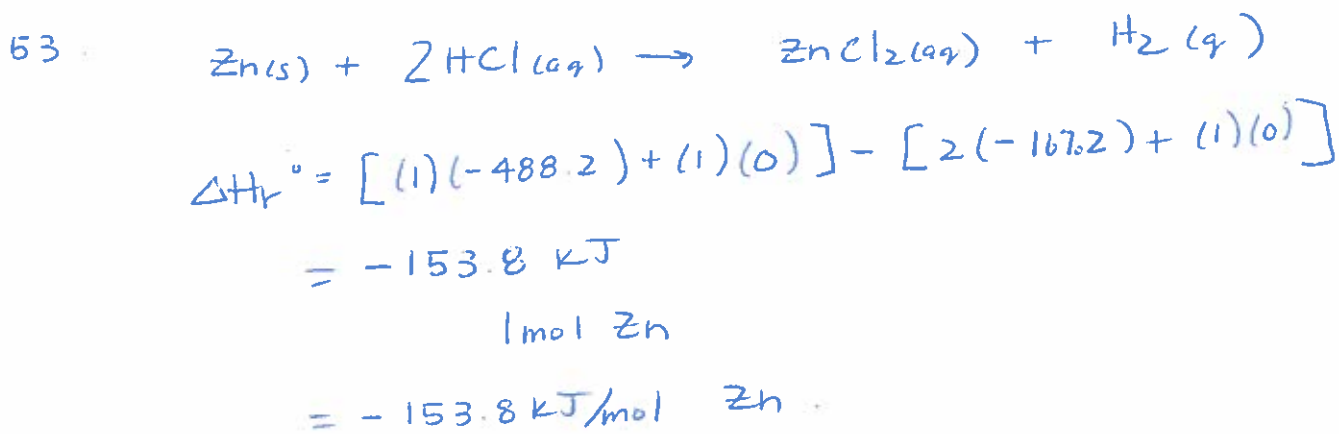 53 Zn(s) + 2HCl(aq) → ZnCl₂(aq) + H₂(g)
ΔHr° = [(1)(-488.2) + (1)(0)] - [2(-167.2) + (1)(0)]
= -153.8 kJ
1 mol Zn
= -153.8 kJ/mol Zn.